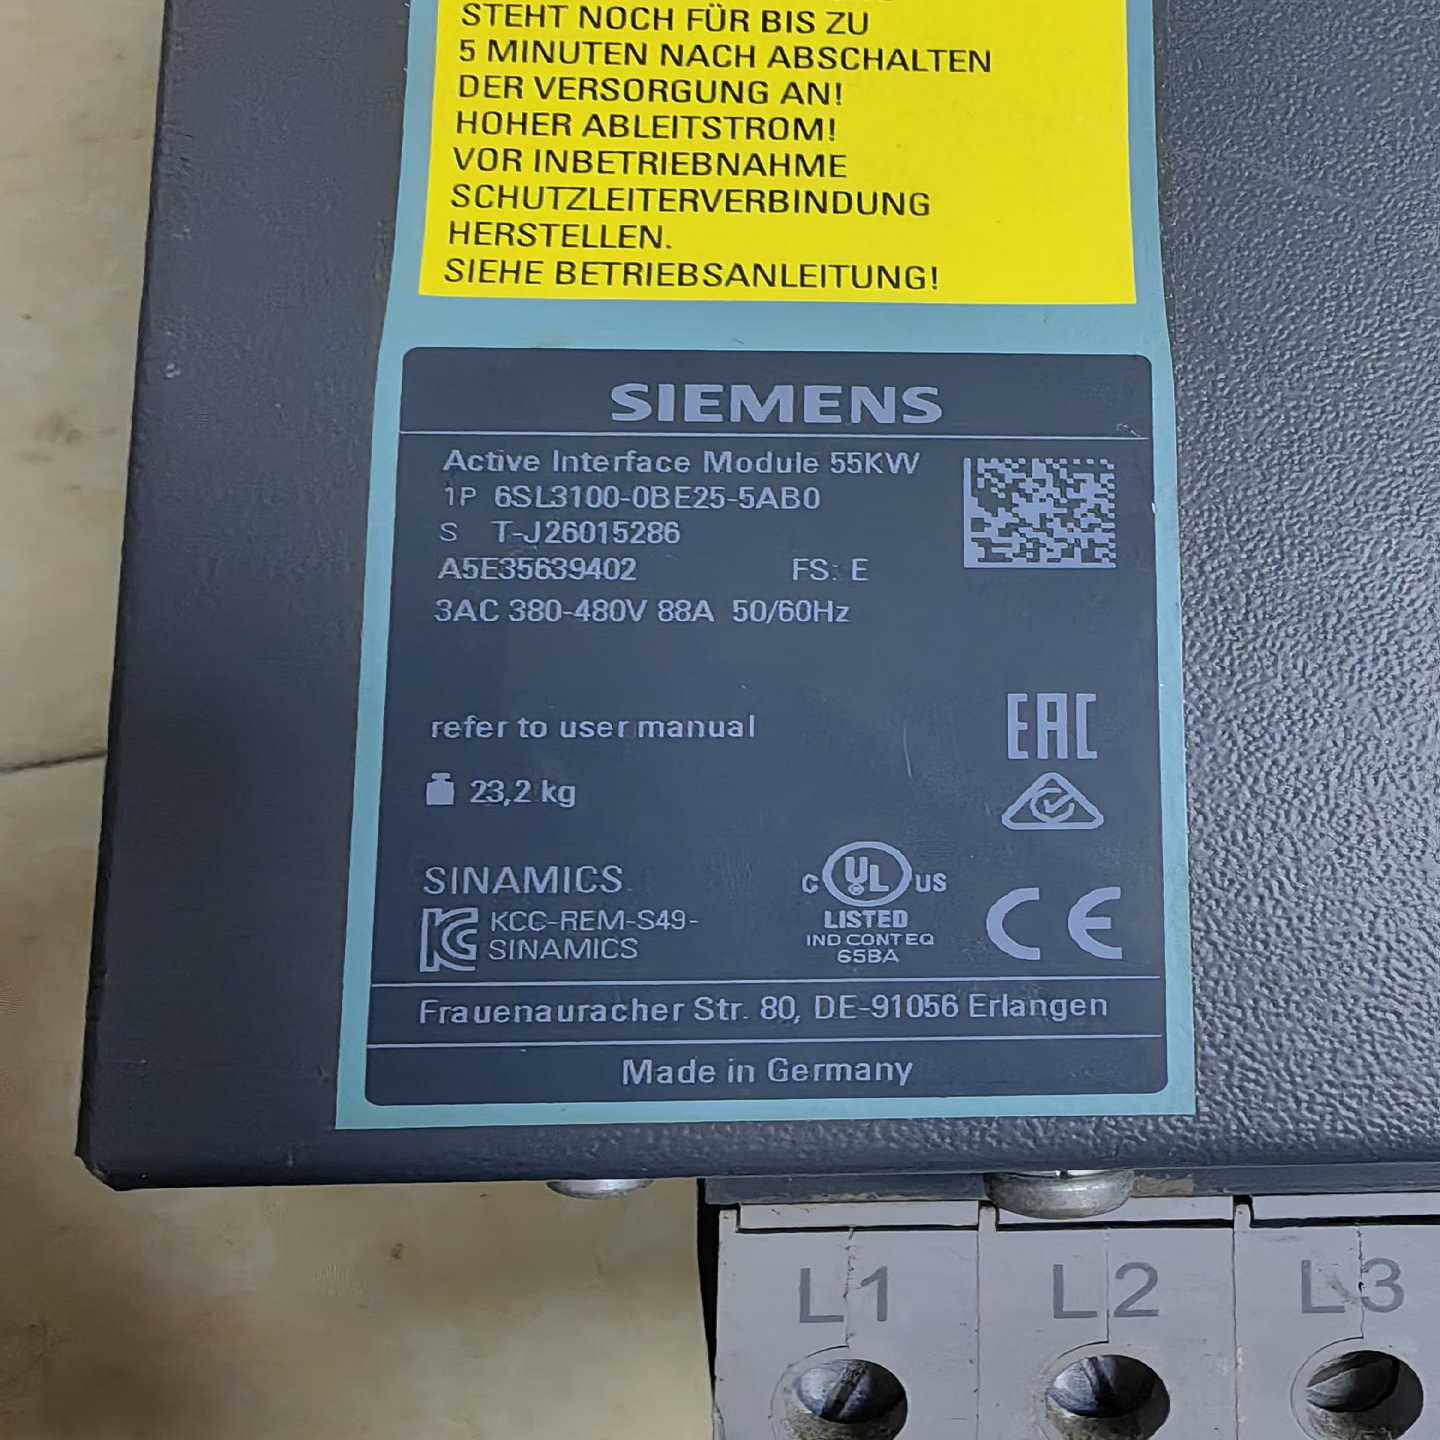 STEHT NOCH FÜR BIS ZU
5 MINUTEN NACH ABSCHALTEN
DER VERSORGUNG AN!
HOHER ABLEITSTROM!
VOR INBETRIEBNAHME
SCHUTZLEITERVERBINDUNG
HERSTELLEN.
SIEHE BETRIEBSANLEITUNG!
SIEMENS
Active Interface Module 55KW
1P 6SL3100-0BE25-5AB0
S T-J26015286
A5E35639402 FS: E
3AC 380-480V 88A 50/60Hz
refer to user manual
EAC
23,2 kg
SINAMICS
KCC-REM-S49-
SINAMICS
C UL US
LISTED
IND CONT EQ
65BA
CE
Frauenauracher Str. 80, DE-91056 Erlangen
Made in Germany
L1 L2 L3